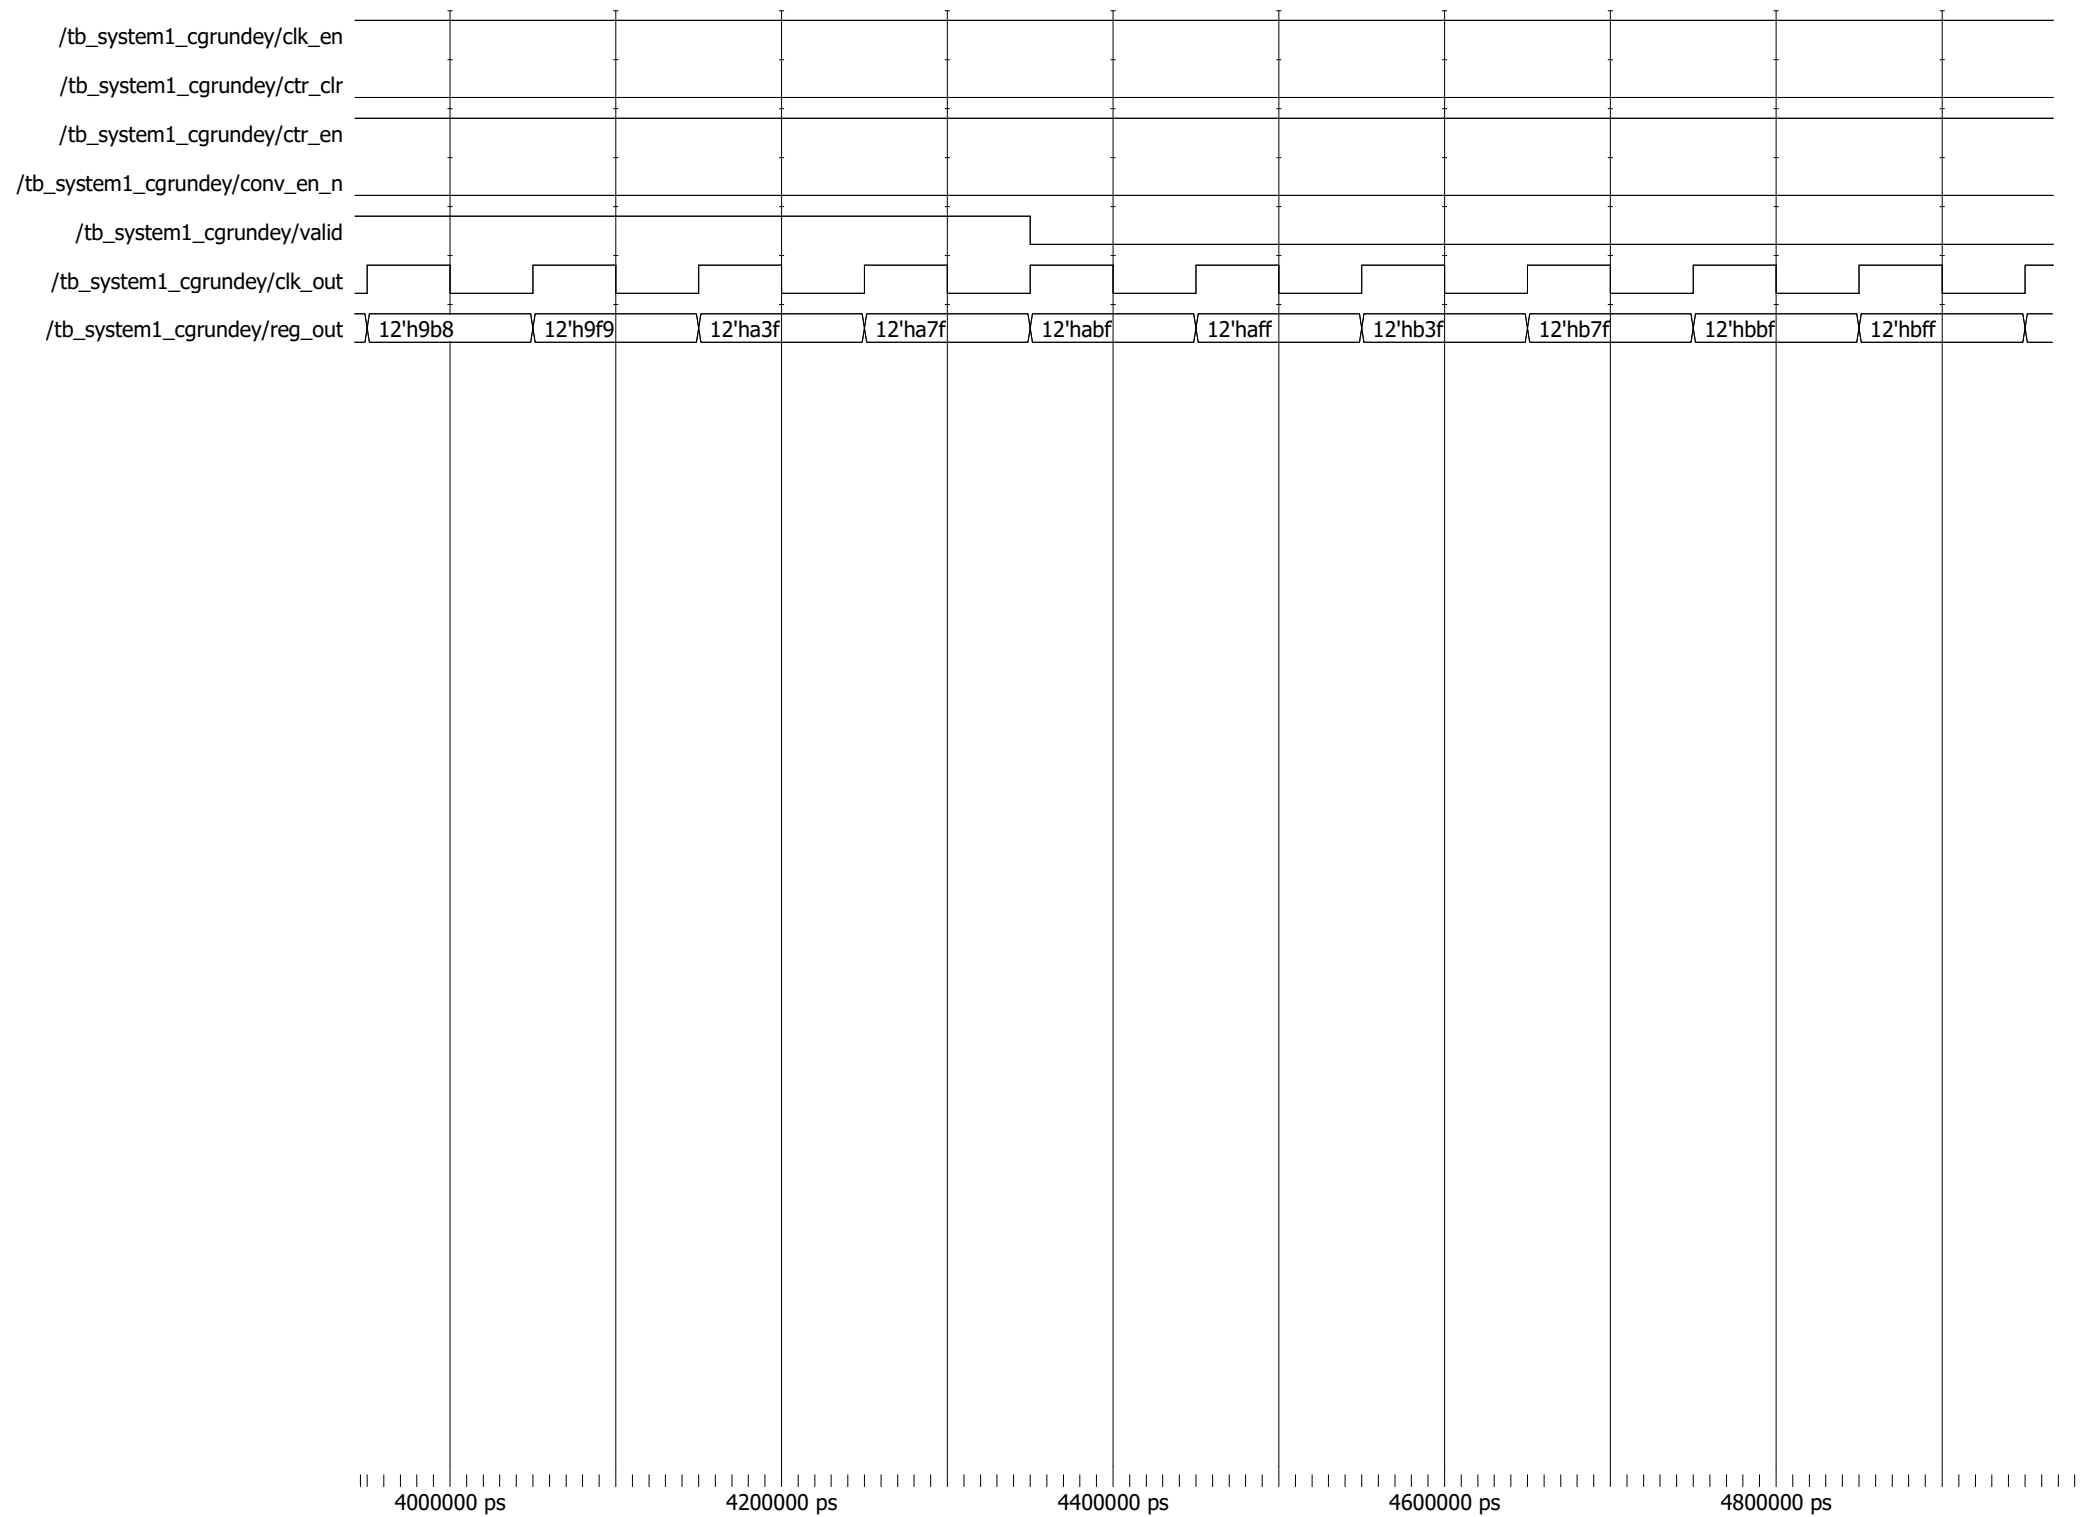 /tb_system1_cgrundey/clk_en
/tb_system1_cgrundey/ctr_clr
/tb_system1_cgrundey/ctr_en
/tb_system1_cgrundey/conv_en_n
/tb_system1_cgrundey/valid
/tb_system1_cgrundey/clk_out
/tb_system1_cgrundey/reg_out 12'h9b8 12'h9f9 12'ha3f 12'ha7f 12'habf 12'haff 12'hb3f 12'hb7f 12'hbbf 12'hbff
4000000 ps 4200000 ps 4400000 ps 4600000 ps 4800000 ps